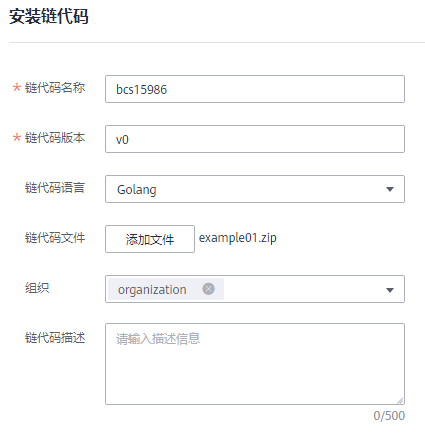 安装链代码
* 链代码名称 bcs15986
* 链代码版本 v0
链代码语言 Golang
链代码文件 添加文件 example01.zip
组织 organization
链代码描述 请输入描述信息
0/500